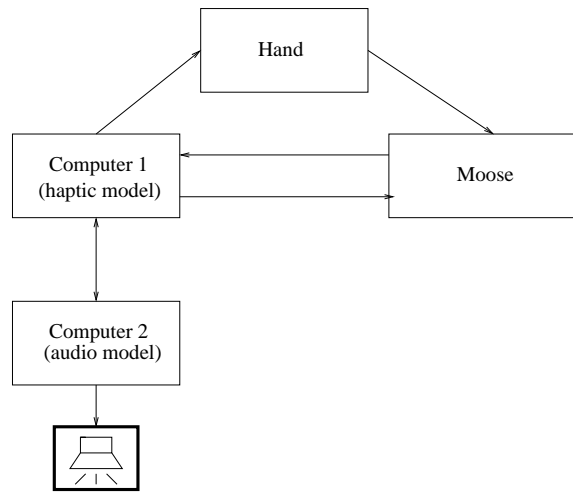 Hand
Computer 1
(haptic model)
Moose
Computer 2
(audio model)